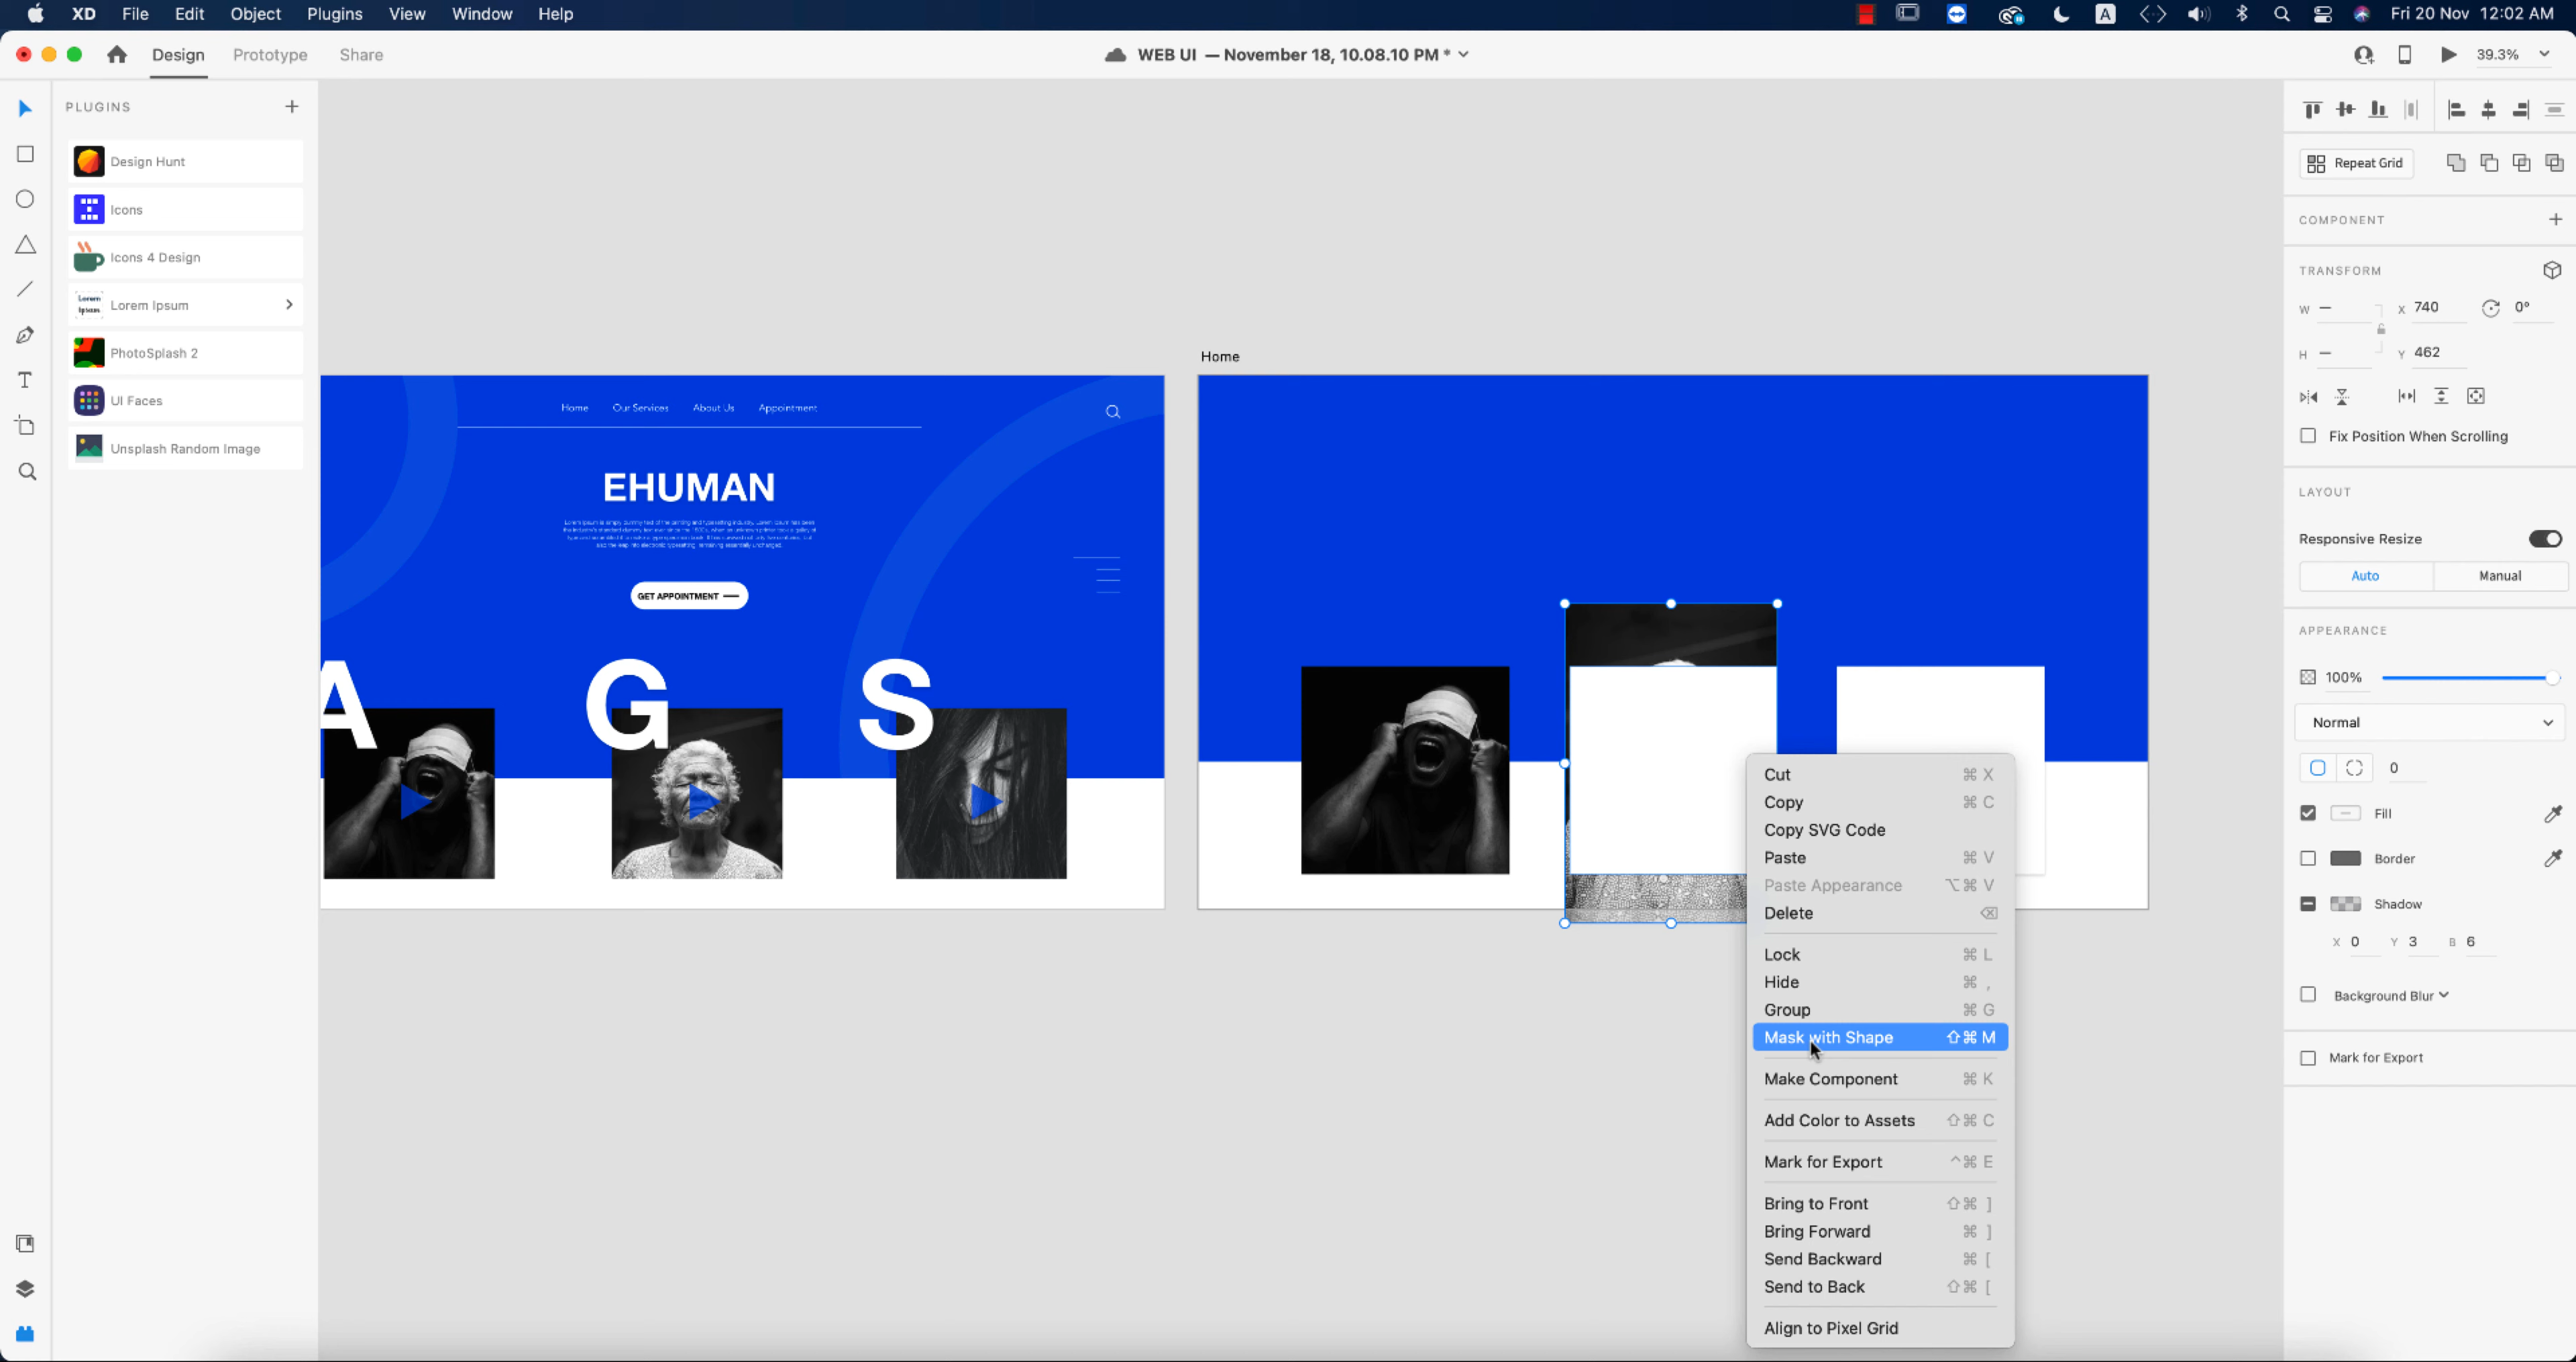 XD File Edit Object Plugins View Window Help
A Fri 20 Nov 12:02 AM
Design Prototype Share
WEB UI — November 18, 10.08.10 PM *
39.3%
PLUGINS
Design Hunt
Icons
Icons 4 Design
Lorem Ipsum
Lorem Ipsum
PhotoSplash 2
UI Faces
Unsplash Random Image
Home Our Services About Us Appointment
EHUMAN
GET APPOINTMENT
A G S
Home
Cut ⌘ X
Copy ⌘ C
Copy SVG Code
Paste ⌘ V
Paste Appearance ⌥ ⌘ V
Delete ⌫
Lock ⌘ L
Hide ⌘ ,
Group ⌘ G
Mask with Shape ⇧ ⌘ M
Make Component ⌘ K
Add Color to Assets ⇧ ⌘ C
Mark for Export ^ ⌘ E
Bring to Front ⇧ ⌘ ]
Bring Forward ⌘ ]
Send Backward ⌘ [
Send to Back ⇧ ⌘ [
Align to Pixel Grid
Repeat Grid
COMPONENT
TRANSFORM
W — X 740 0°
H — Y 462
Fix Position When Scrolling
LAYOUT
Responsive Resize
Auto Manual
APPEARANCE
100%
Normal
0
Fill
Border
Shadow
X 0 Y 3 B 6
Background Blur
Mark for Export